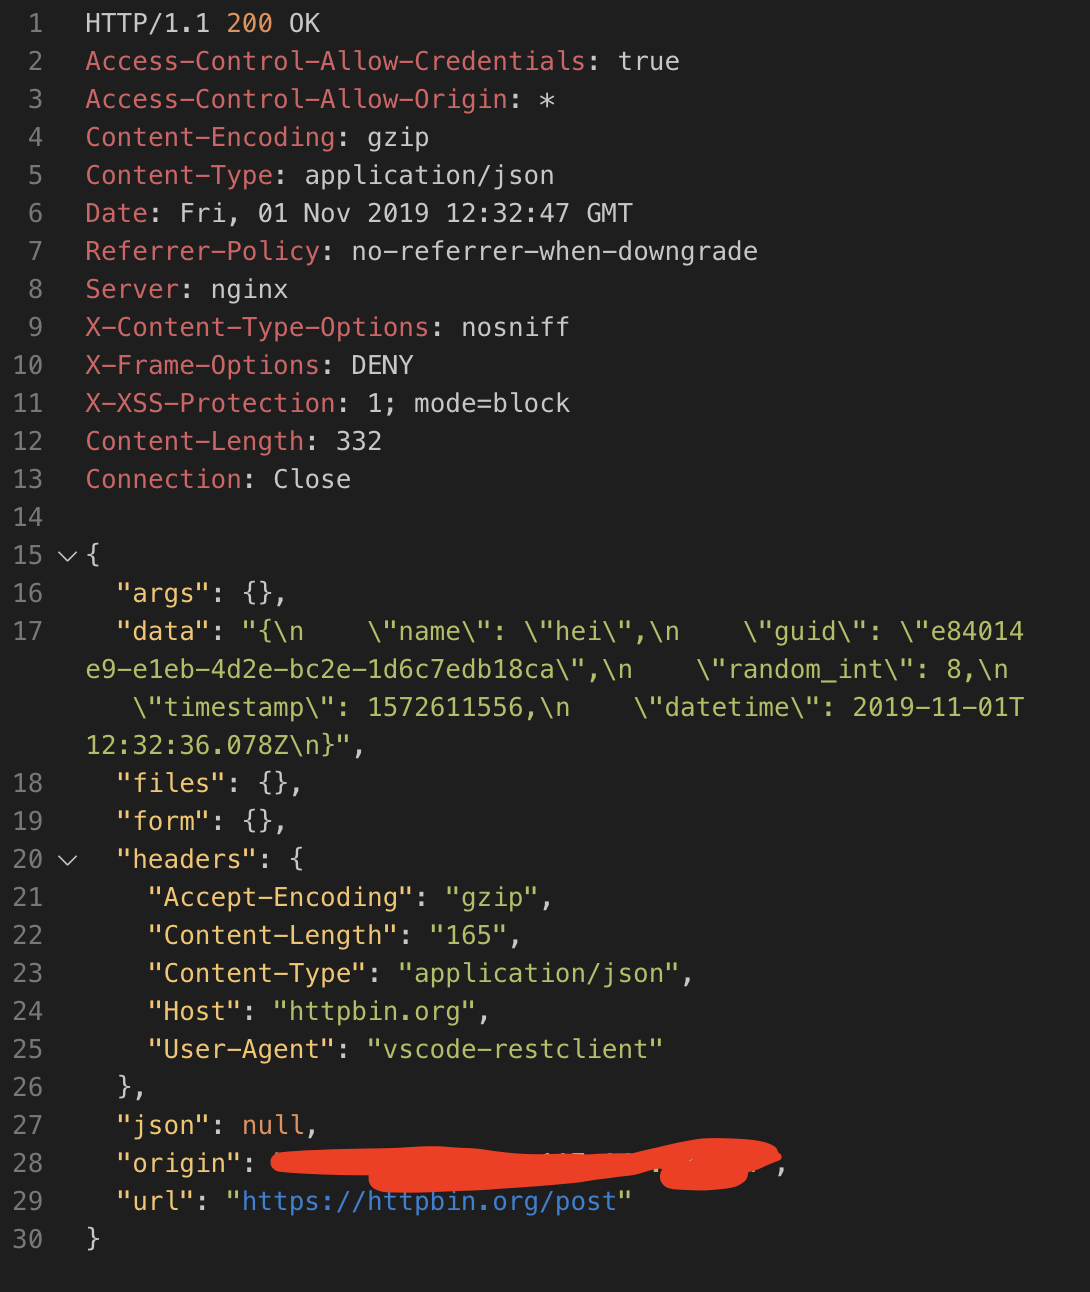 1 HTTP/1.1 200 OK
2 Access-Control-Allow-Credentials: true
3 Access-Control-Allow-Origin: *
4 Content-Encoding: gzip
5 Content-Type: application/json
6 Date: Fri, 01 Nov 2019 12:32:47 GMT
7 Referrer-Policy: no-referrer-when-downgrade
8 Server: nginx
9 X-Content-Type-Options: nosniff
10 X-Frame-Options: DENY
11 X-XSS-Protection: 1; mode=block
12 Content-Length: 332
13 Connection: Close
14
15 {
16   "args": {},
17   "data": "{\n    \"name\": \"hei\",\n    \"guid\": \"e84014
e9-e1eb-4d2e-bc2e-1d6c7edb18ca\",\n    \"random_int\": 8,\n
   \"timestamp\": 1572611556,\n    \"datetime\": 2019-11-01T
12:32:36.078Z\n}",
18   "files": {},
19   "form": {},
20   "headers": {
21     "Accept-Encoding": "gzip",
22     "Content-Length": "165",
23     "Content-Type": "application/json",
24     "Host": "httpbin.org",
25     "User-Agent": "vscode-restclient"
26   },
27   "json": null,
28   "origin": ,
29   "url": "https://httpbin.org/post"
30 }